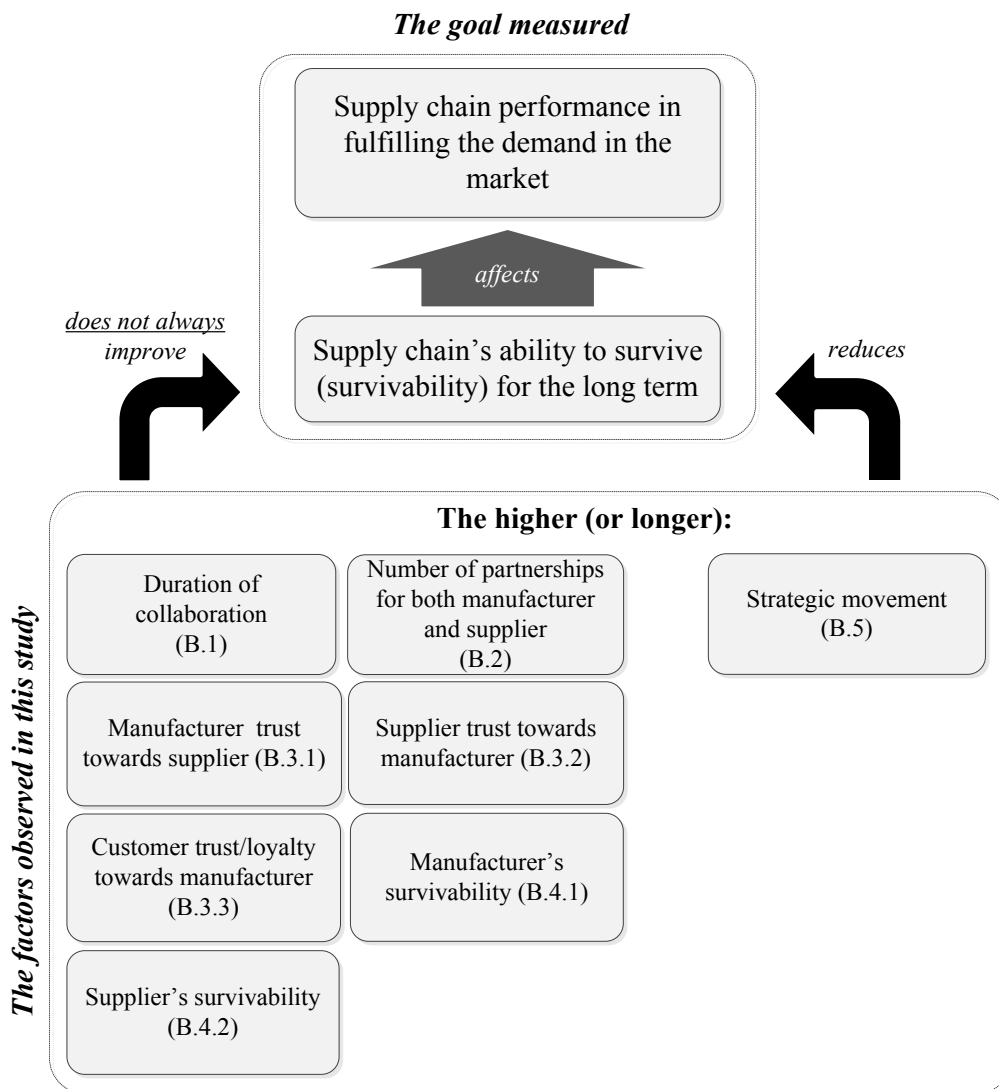 The goal measured
Supply chain performance in
fulfilling the demand in the
market
affects
does not always
improve
Supply chain’s ability to survive
(survivability) for the long term
reduces
The higher (or longer):
The factors observed in this study
Duration of
collaboration
(B.1)
Number of partnerships
for both manufacturer
and supplier
(B.2)
Strategic movement
(B.5)
Manufacturer trust
towards supplier (B.3.1)
Supplier trust towards
manufacturer (B.3.2)
Customer trust/loyalty
towards manufacturer
(B.3.3)
Manufacturer’s
survivability (B.4.1)
Supplier’s survivability
(B.4.2)